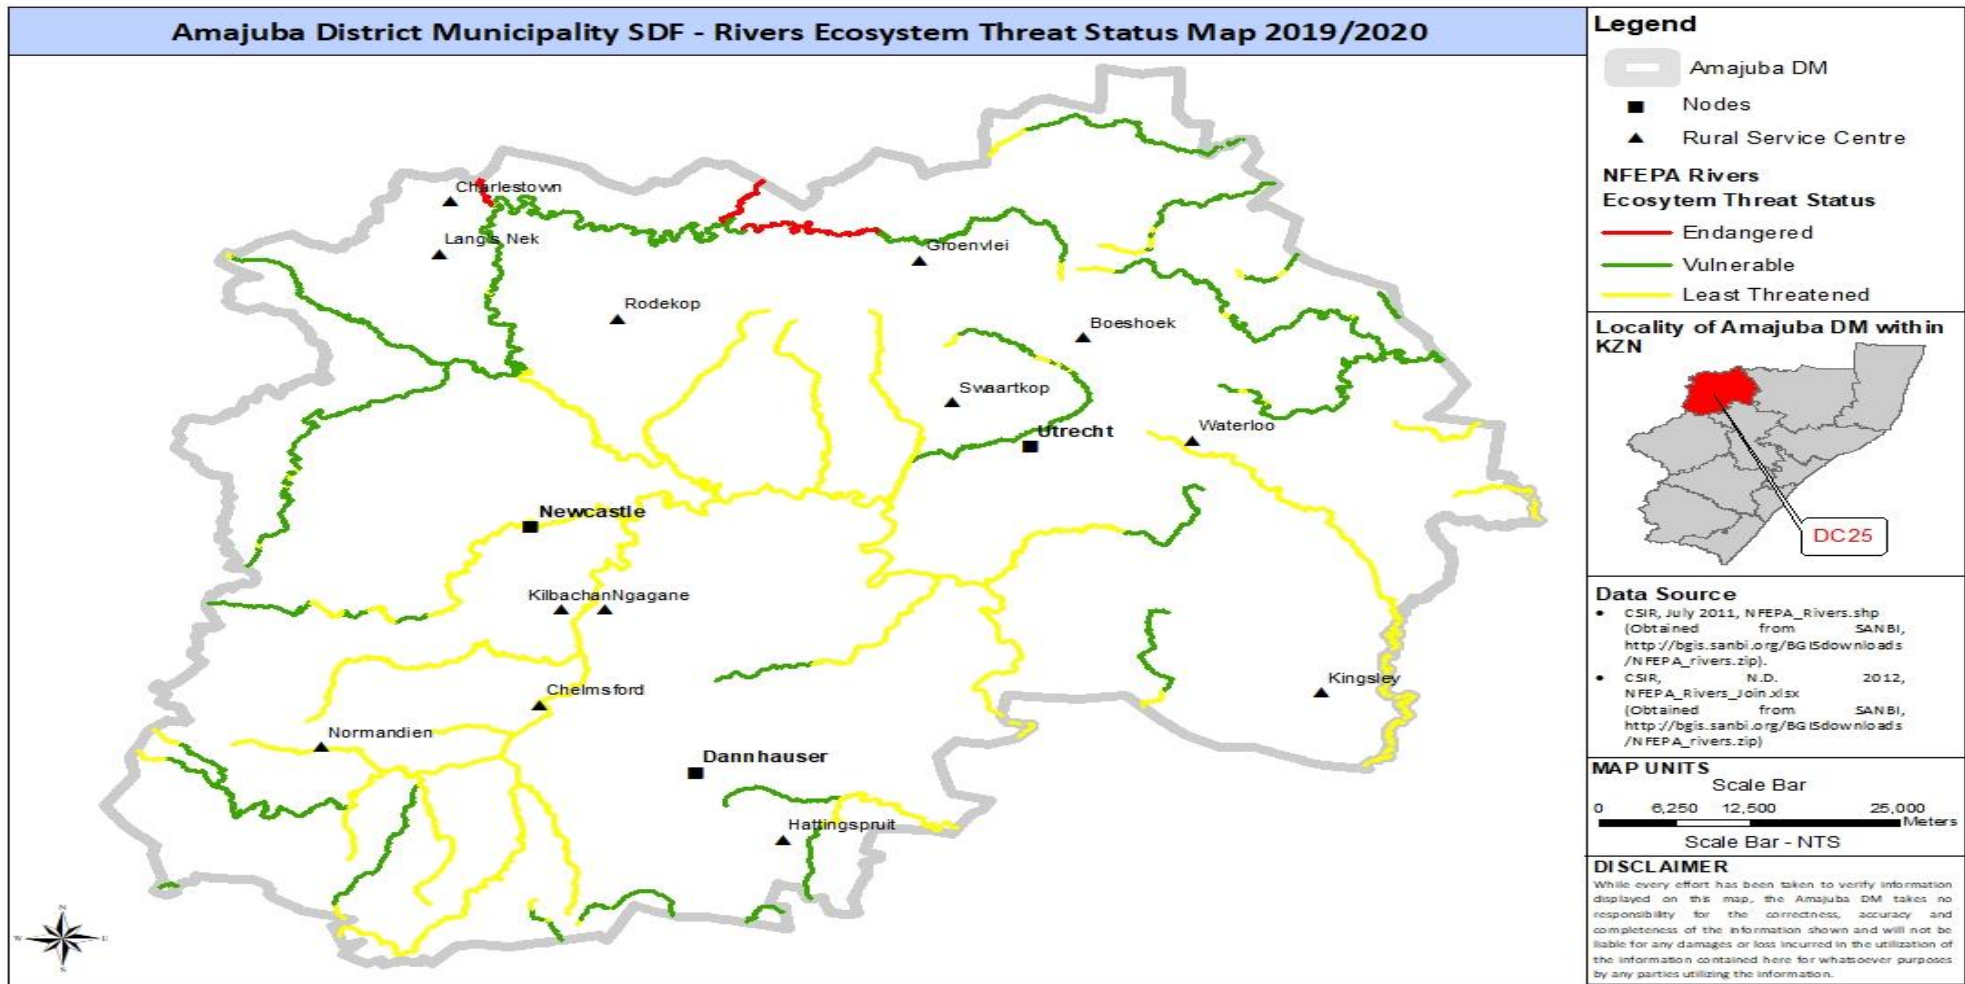 Amajuba District Municipality SDF - Rivers Ecosystem Threat Status Map 2019/2020
Charlestown
Lang's Nek
Groenvlei
Rodekop
Boeshoek
Swaartkop
Utrecht
Waterloo
Newcastle
Kilbachan
Ngagane
Chelmsford
Kingsley
Normandien
Dannhauser
Hattingspruit
N
W
E
S
Legend
Amajuba DM
Nodes
Rural Service Centre
NFEPA Rivers
Ecosytem Threat Status
Endangered
Vulnerable
Least Threatened
Locality of Amajuba DM within
KZN
DC25
Data Source
• CSIR, July 2011, NFEPA_Rivers.shp
(Obtained from SANBI,
http://bgis.sanbi.org/BGISdownloads
/NFEPA_rivers.zip).
• CSIR, N.D. 2012,
NFEPA_Rivers_Join.xlsx
(Obtained from SANBI,
http://bgis.sanbi.org/BGISdownloads
/NFEPA_rivers.zip)
MAP UNITS
Scale Bar
0 6,250 12,500 25,000
Meters
Scale Bar - NTS
DISCLAIMER
While every effort has been taken to verify information
displayed on this map, the Amajuba DM takes no
responsibility for the correctness, accuracy and
completeness of the information shown and will not be
liable for any damages or loss incurred in the utilization of
the information contained here for whatsoever purposes
by any parties utilizing the information.